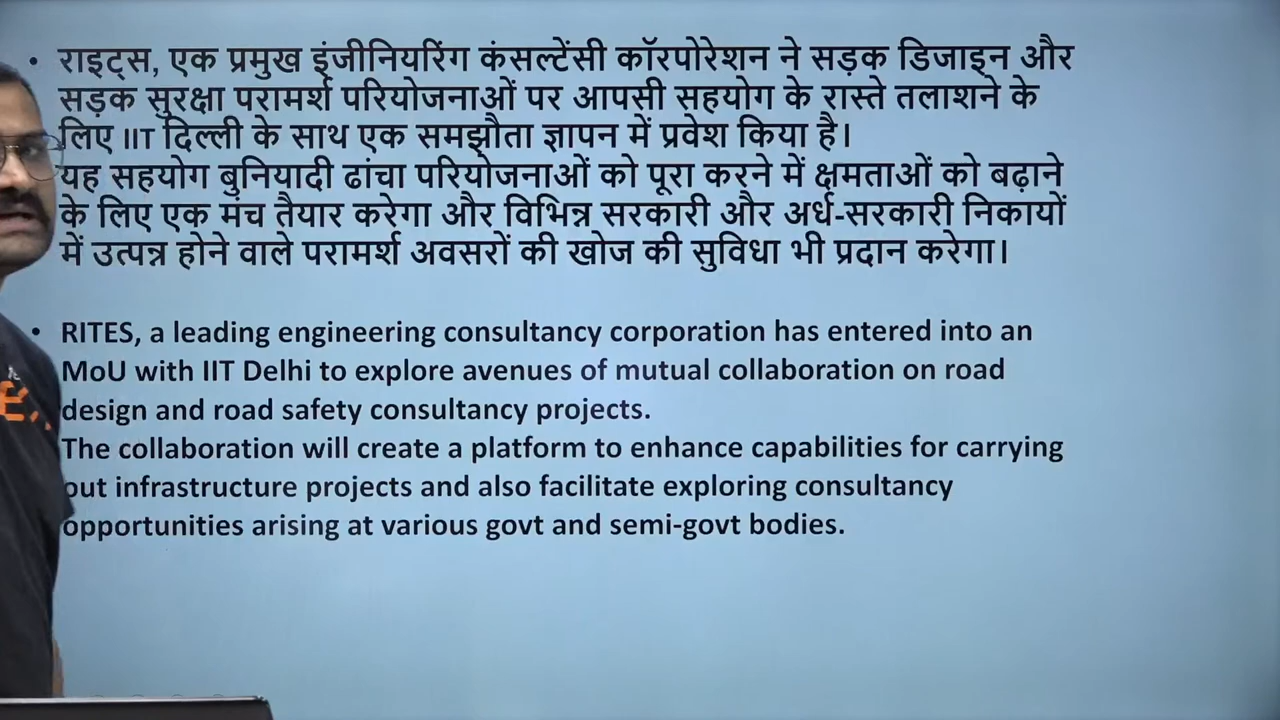 • राइट्स, एक प्रमुख इंजीनियरिंग कंसल्टेंसी कॉरपोरेशन ने सड़क डिजाइन और
सड़क सुरक्षा परामर्श परियोजनाओं पर आपसी सहयोग के रास्ते तलाशने के
लिए IIT दिल्ली के साथ एक समझौता ज्ञापन में प्रवेश किया है।
यह सहयोग बुनियादी ढांचा परियोजनाओं को पूरा करने में क्षमताओं को बढ़ाने
के लिए एक मंच तैयार करेगा और विभिन्न सरकारी और अर्ध-सरकारी निकायों
में उत्पन्न होने वाले परामर्श अवसरों की खोज की सुविधा भी प्रदान करेगा।
• RITES, a leading engineering consultancy corporation has entered into an
MoU with IIT Delhi to explore avenues of mutual collaboration on road
design and road safety consultancy projects.
The collaboration will create a platform to enhance capabilities for carrying
out infrastructure projects and also facilitate exploring consultancy
opportunities arising at various govt and semi-govt bodies.